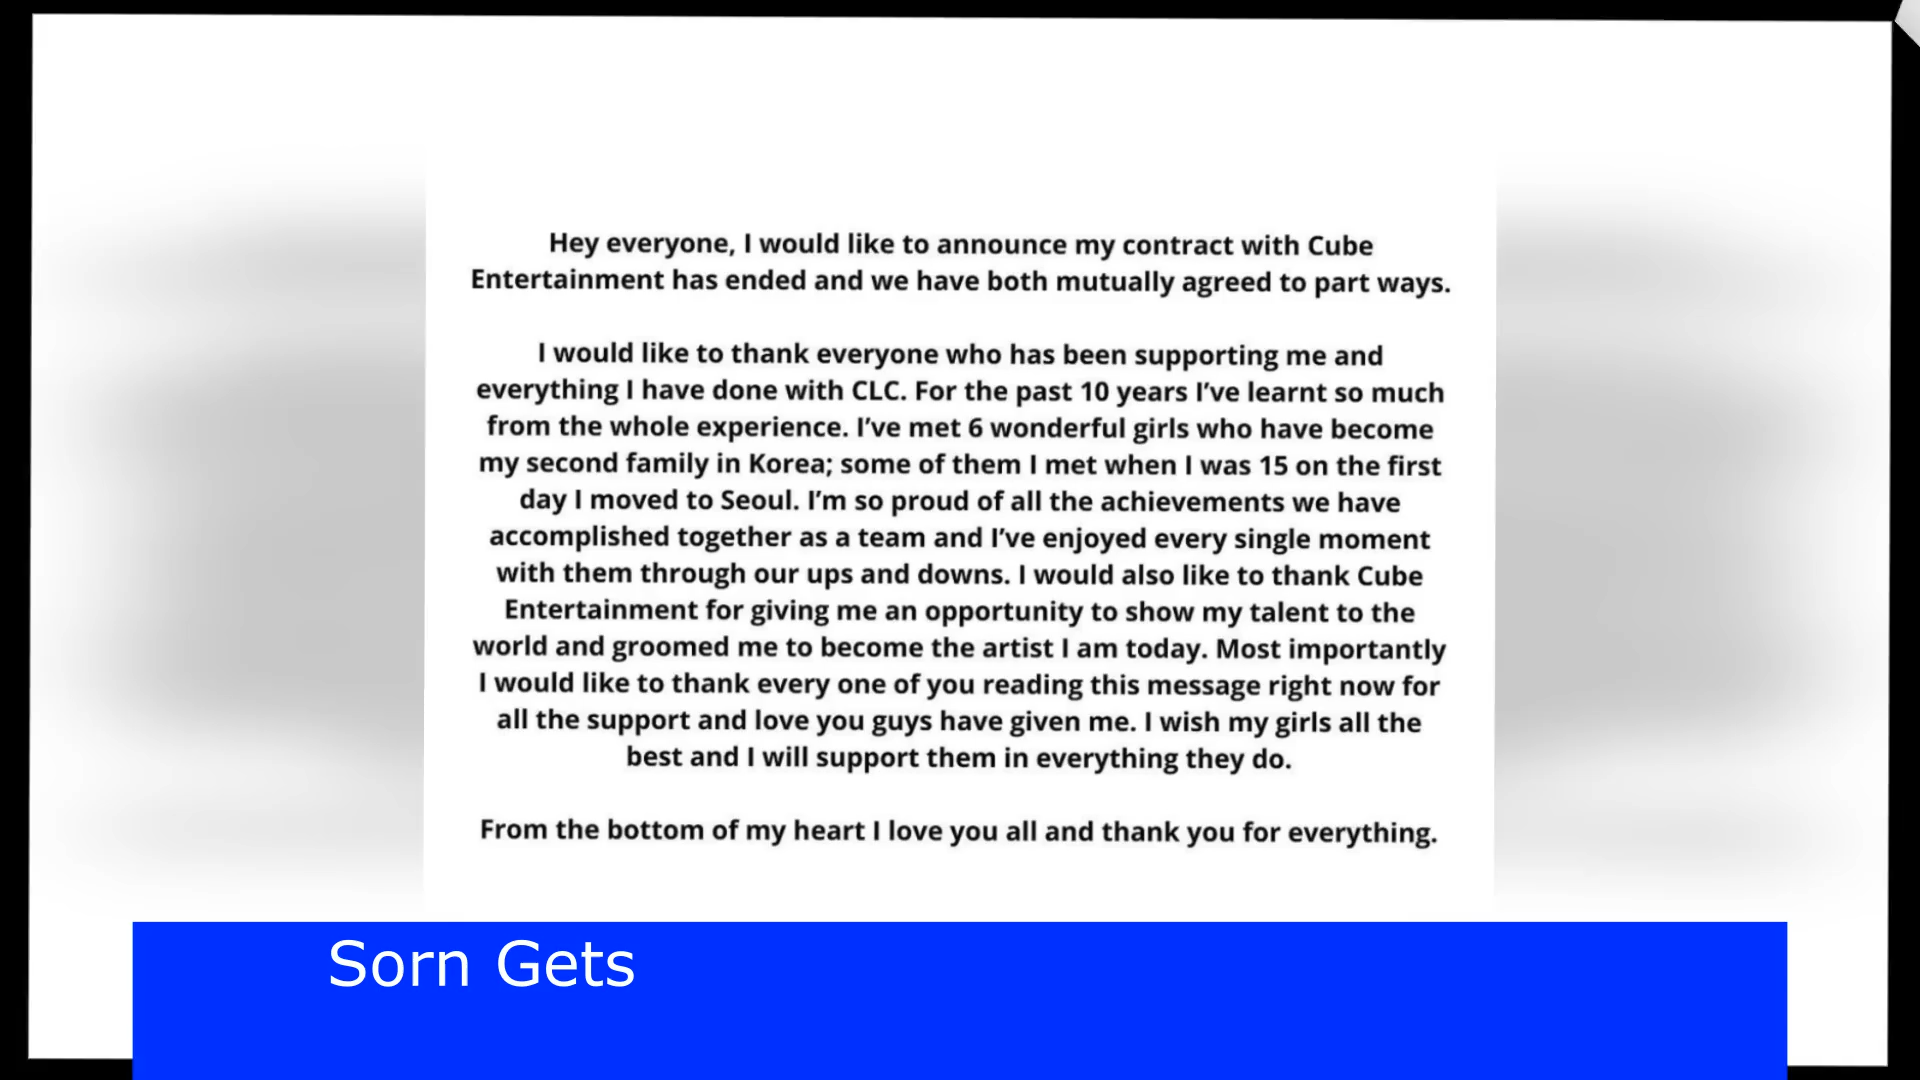 Hey everyone, I would like to announce my contract with Cube
Entertainment has ended and we have both mutually agreed to part ways.
I would like to thank everyone who has been supporting me and
everything I have done with CLC. For the past 10 years I’ve learnt so much
from the whole experience. I’ve met 6 wonderful girls who have become
my second family in Korea; some of them I met when I was 15 on the first
day I moved to Seoul. I’m so proud of all the achievements we have
accomplished together as a team and I’ve enjoyed every single moment
with them through our ups and downs. I would also like to thank Cube
Entertainment for giving me an opportunity to show my talent to the
world and groomed me to become the artist I am today. Most importantly
I would like to thank every one of you reading this message right now for
all the support and love you guys have given me. I wish my girls all the
best and I will support them in everything they do.
From the bottom of my heart I love you all and thank you for everything.
Sorn Gets